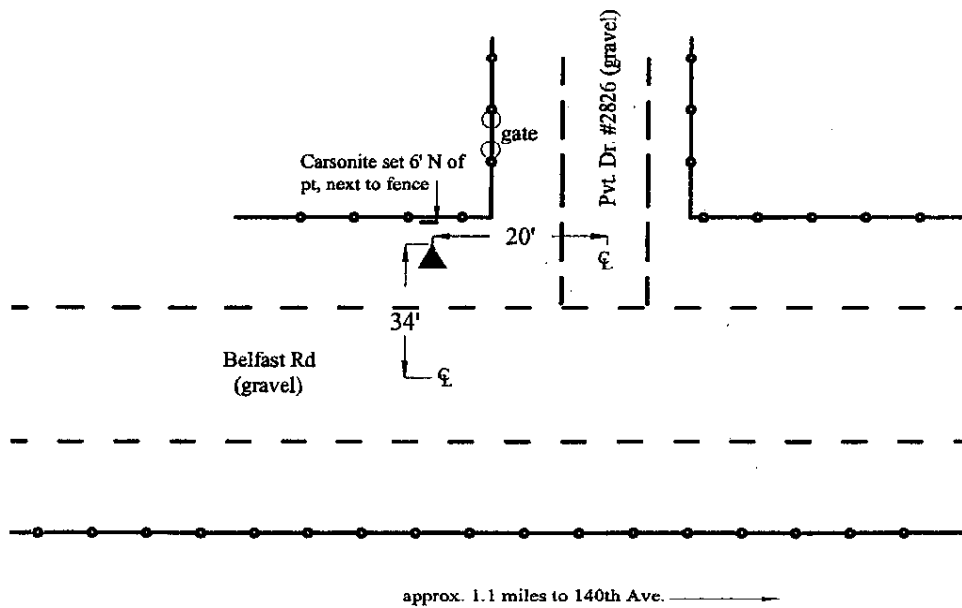 Pvt. Dr. #2826 (gravel)
gate
Carsonite set 6' N of
pt, next to fence
20'
℄
34'
℄
Belfast Rd
(gravel)
approx. 1.1 miles to 140th Ave.